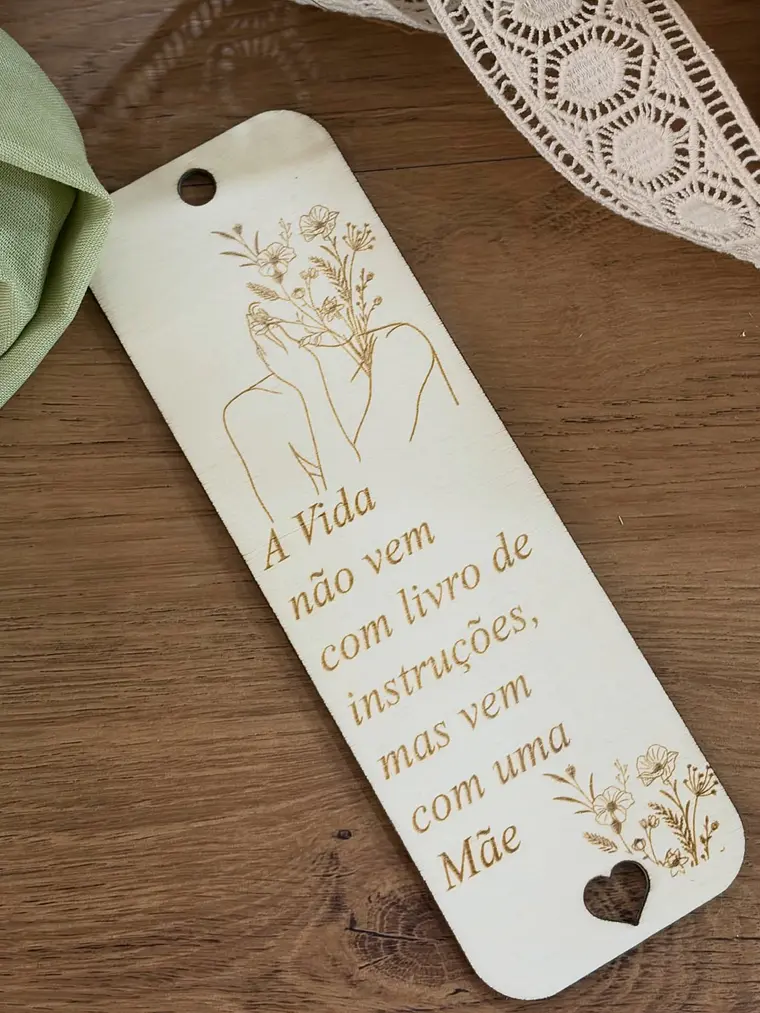 A Vida
não vem
com livro de
instruções,
mas vem
com uma
Mãe